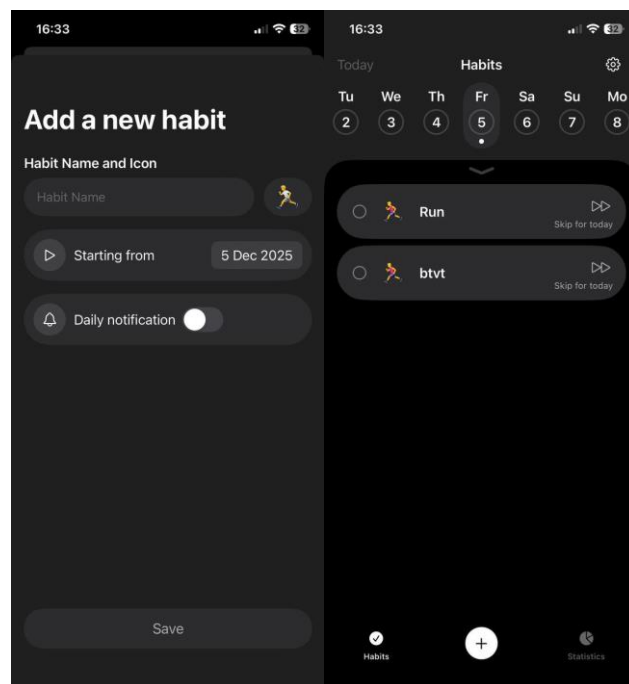 16:33
32
Add a new habit
Habit Name and Icon
Habit Name
Starting from
5 Dec 2025
Daily notification
Save
16:33
32
Today
Habits
Tu We Th Fr Sa Su Mo
2 3 4 5 6 7 8
Run
Skip for today
btvt
Skip for today
Habits
+
Statistics